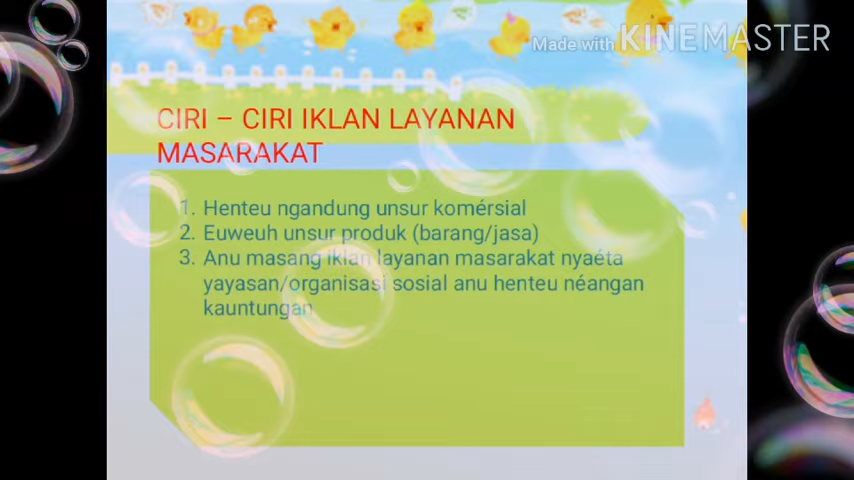 Made with KINEMASTER
CIRI – CIRI IKLAN LAYANAN
MASARAKAT
1. Henteu ngandung unsur komérsial
2. Euweuh unsur produk (barang/jasa)
3. Anu masang iklan layanan masarakat nyaéta
yayasan/organisasi sosial anu henteu néangan
kauntungan